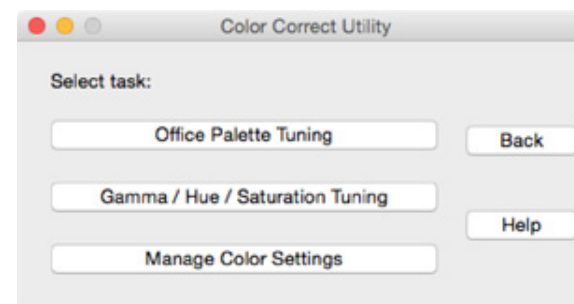 Color Correct Utility
Select task:
Office Palette Tuning
Back
Gamma / Hue / Saturation Tuning
Help
Manage Color Settings